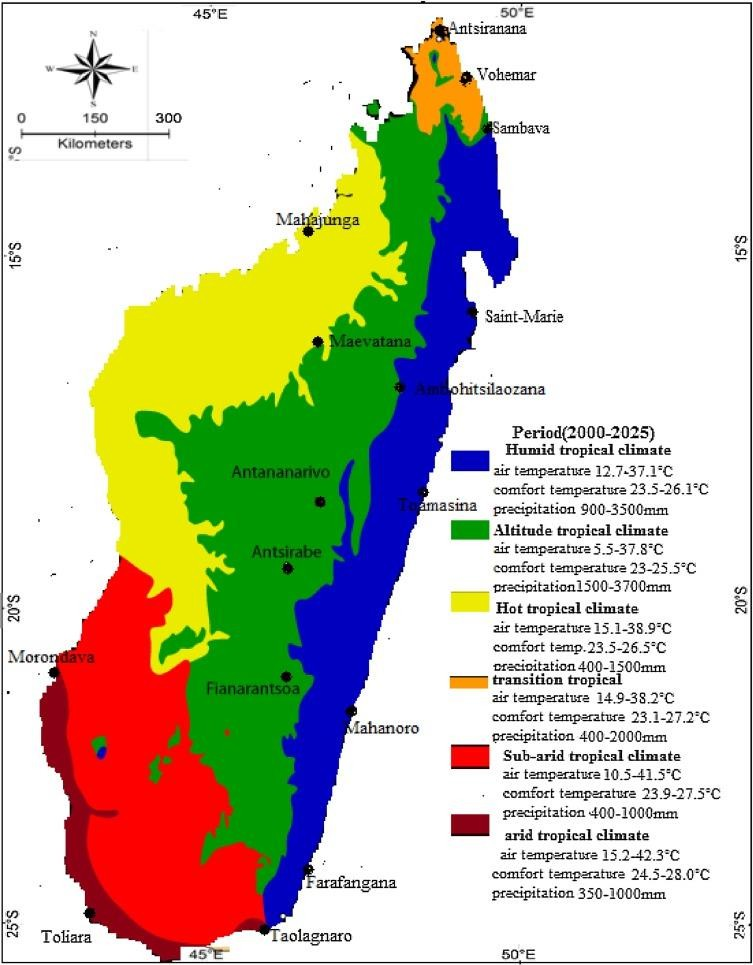 45°E
50°E
N
W
E
S
0
150
300
Kilometers
°S
Antsiranana
Vohemar
Sambava
Mahajunga
15°S
15°S
Saint-Marie
Maevatana
Ambohitsilaozana
Antananarivo
Toamasina
Antsirabe
Period(2000-2025)
Humid tropical climate
air temperature 12.7-37.1°C
comfort temperature 23.5-26.1°C
precipitation 900-3500mm
Altitude tropical climate
air temperature 5.5-37.8°C
comfort temperature 23-25.5°C
precipitation1500-3700mm
Hot tropical climate
air temperature 15.1-38.9°C
comfort temp.23.5-26.5°C
precipitation 400-1500mm
transition tropical
air temperature 14.9-38.2°C
comfort temperature 23.1-27.2°C
precipitation 400-2000mm
Sub-arid tropical climate
air temperature 10.5-41.5°C
comfort temperature 23.9-27.5°C
precipitation 400-1000mm
arid tropical climate
air temperature 15.2-42.3°C
comfort temperature 24.5-28.0°C
precipitation 350-1000mm
20°S
20°S
Morondava
Fianarantsoa
Mahanoro
Farafangana
25°S
25°S
Toliara
Taolagnaro
45°E
50°E